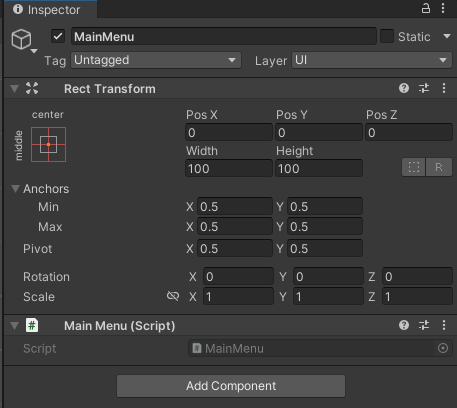 Inspector
MainMenu Static
Tag Untagged Layer UI
Rect Transform
center
middle
Pos X Pos Y Pos Z
0 0 0
Width Height
100 100 R
Anchors
Min X 0.5 Y 0.5
Max X 0.5 Y 0.5
Pivot X 0.5 Y 0.5
Rotation X 0 Y 0 Z 0
Scale X 1 Y 1 Z 1
# Main Menu (Script)
Script # MainMenu
Add Component